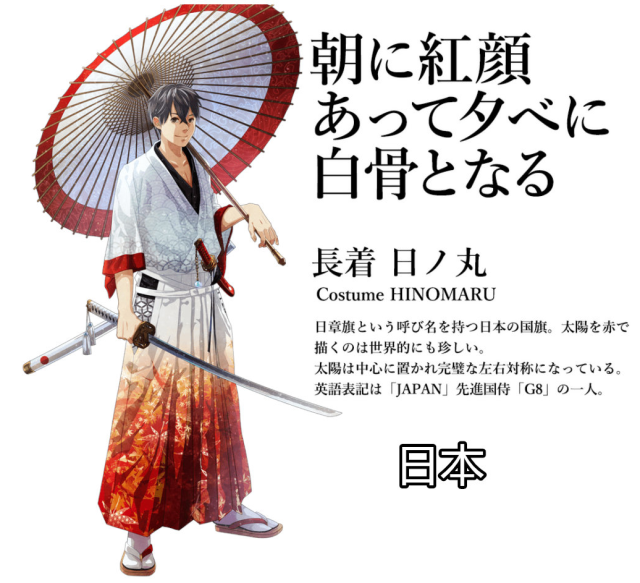 朝に紅顔
あって夕べに
白骨となる
長着 日ノ丸
Costume HINOMARU
日章旗という呼び名を持つ日本の国旗。太陽を赤で
描くのは世界的にも珍しい。
太陽は中心に置かれ完璧な左右対称になっている。
英語表記は「JAPAN」先進国侍「G8」の一人。
日本